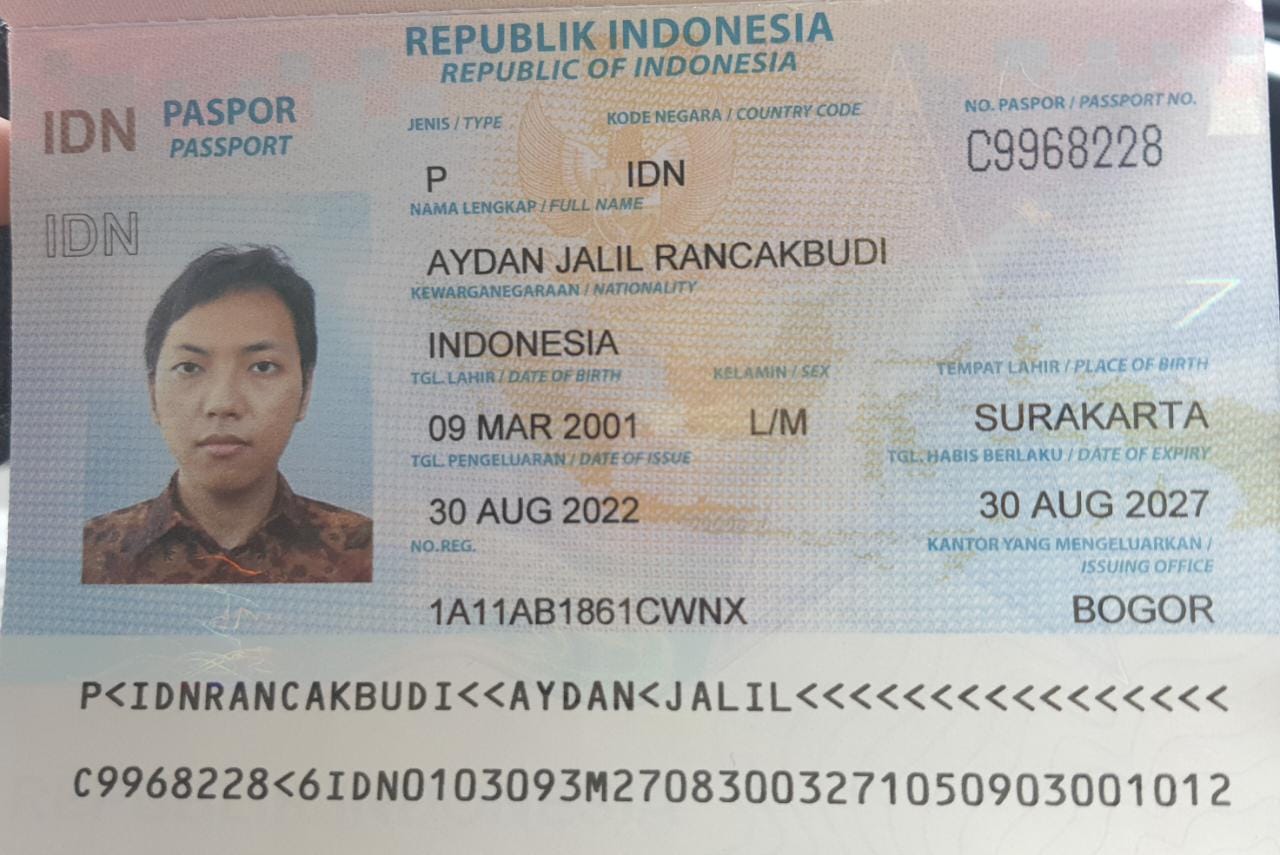 REPUBLIK INDONESIA
REPUBLIC OF INDONESIA
IDN PASPOR
PASSPORT
JENIS / TYPE KODE NEGARA / COUNTRY CODE NO. PASPOR / PASSPORT NO.
P IDN C9968228
IDN
NAMA LENGKAP / FULL NAME
AYDAN JALIL RANCAKBUDI
KEWARGANEGARAAN / NATIONALITY
INDONESIA
TGL. LAHIR / DATE OF BIRTH KELAMIN / SEX TEMPAT LAHIR / PLACE OF BIRTH
09 MAR 2001 L/M SURAKARTA
TGL. PENGELUARAN / DATE OF ISSUE TGL. HABIS BERLAKU / DATE OF EXPIRY
30 AUG 2022 30 AUG 2027
NO.REG. KANTOR YANG MENGELUARKAN /
ISSUING OFFICE
1A11AB1861CWNX BOGOR
P<IDNRANCAKBUDI<<AYDAN<JALIL<<<<<<<<<<<<<<<<
C9968228<6IDN0103093M27083003271050903001012